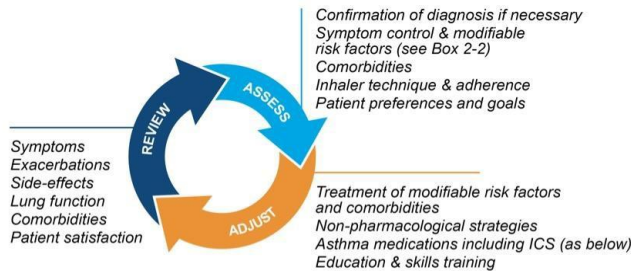 Confirmation of diagnosis if necessary
Symptom control & modifiable
risk factors (see Box 2-2)
Comorbidities
Inhaler technique & adherence
Patient preferences and goals
ASSESS
REVIEW
Symptoms
Exacerbations
Side-effects
Lung function
Comorbidities
Patient satisfaction
ADJUST
Treatment of modifiable risk factors
and comorbidities
Non-pharmacological strategies
Asthma medications including ICS (as below)
Education & skills training